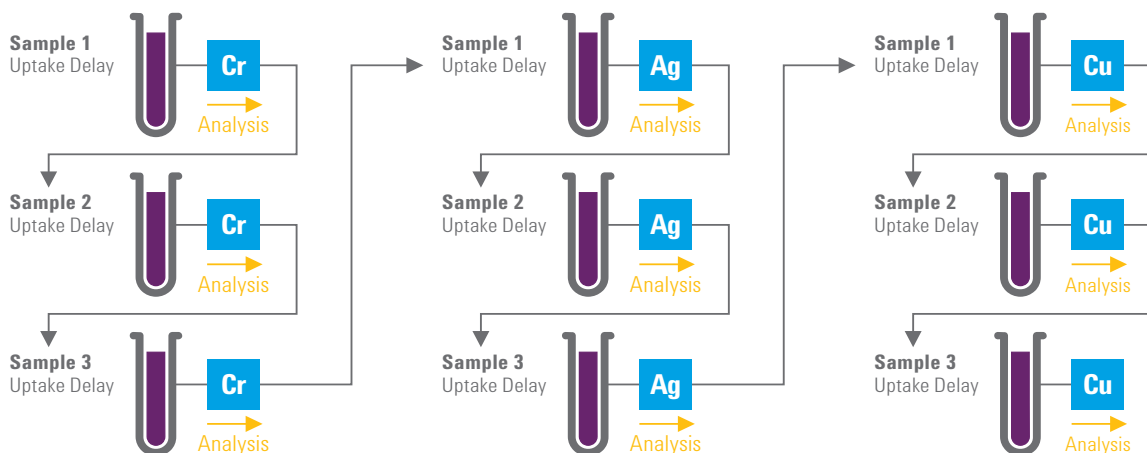 Sample 1
Uptake Delay
Cr
Analysis
Sample 2
Uptake Delay
Cr
Analysis
Sample 3
Uptake Delay
Cr
Analysis
Sample 1
Uptake Delay
Ag
Analysis
Sample 2
Uptake Delay
Ag
Analysis
Sample 3
Uptake Delay
Ag
Analysis
Sample 1
Uptake Delay
Cu
Analysis
Sample 2
Uptake Delay
Cu
Analysis
Sample 3
Uptake Delay
Cu
Analysis